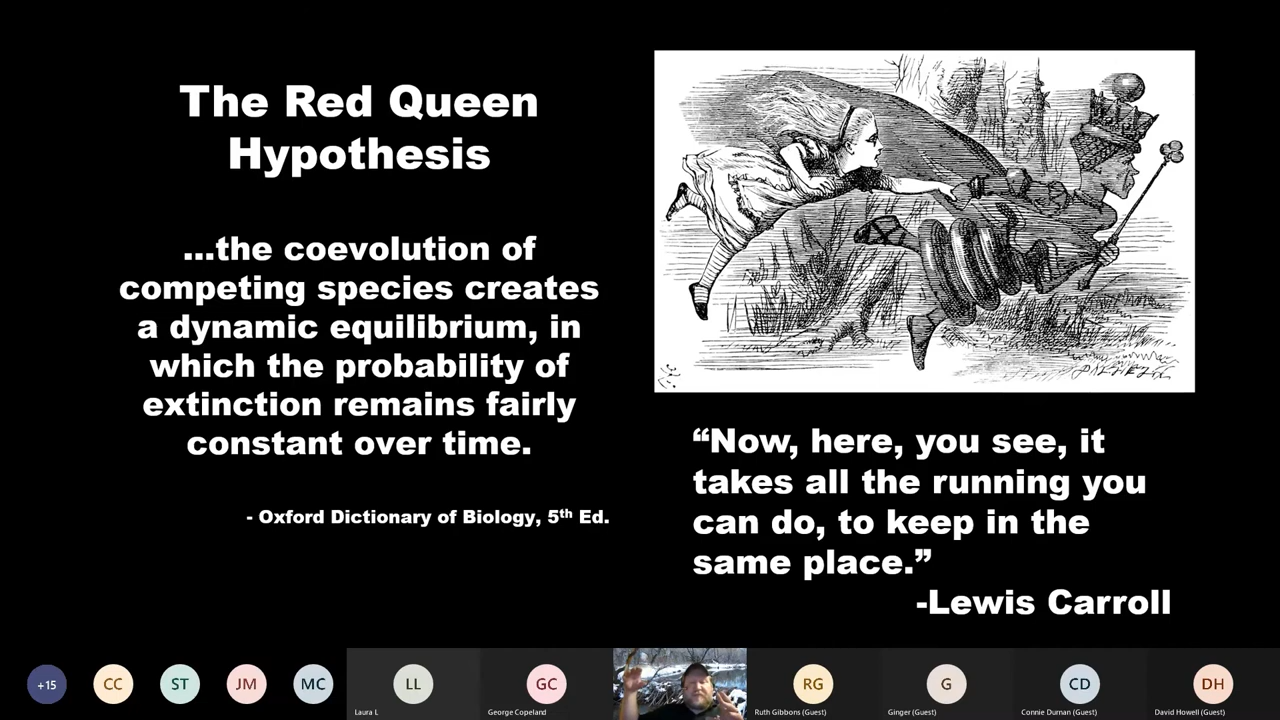 The Red Queen
Hypothesis
...the coevolution of
competing species creates
a dynamic equilibrium, in
which the probability of
extinction remains fairly
constant over time.
- Oxford Dictionary of Biology, 5th Ed.
“Now, here, you see, it
takes all the running you
can do, to keep in the
same place.”
-Lewis Carroll
+15
CC
ST
JM
MC
LL
Laura L
GC
George Copeland
RG
Ruth Gibbons (Guest)
G
Ginger (Guest)
CD
Connie Durnan (Guest)
DH
David Howell (Guest)